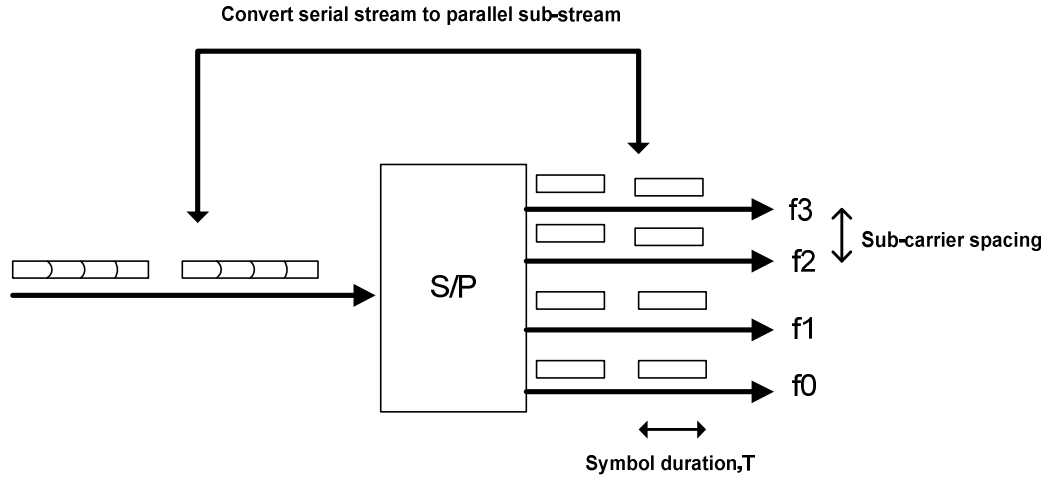 Convert serial stream to parallel sub-stream
S/P
f3
Sub-carrier spacing
f2
f1
f0
Symbol duration,T